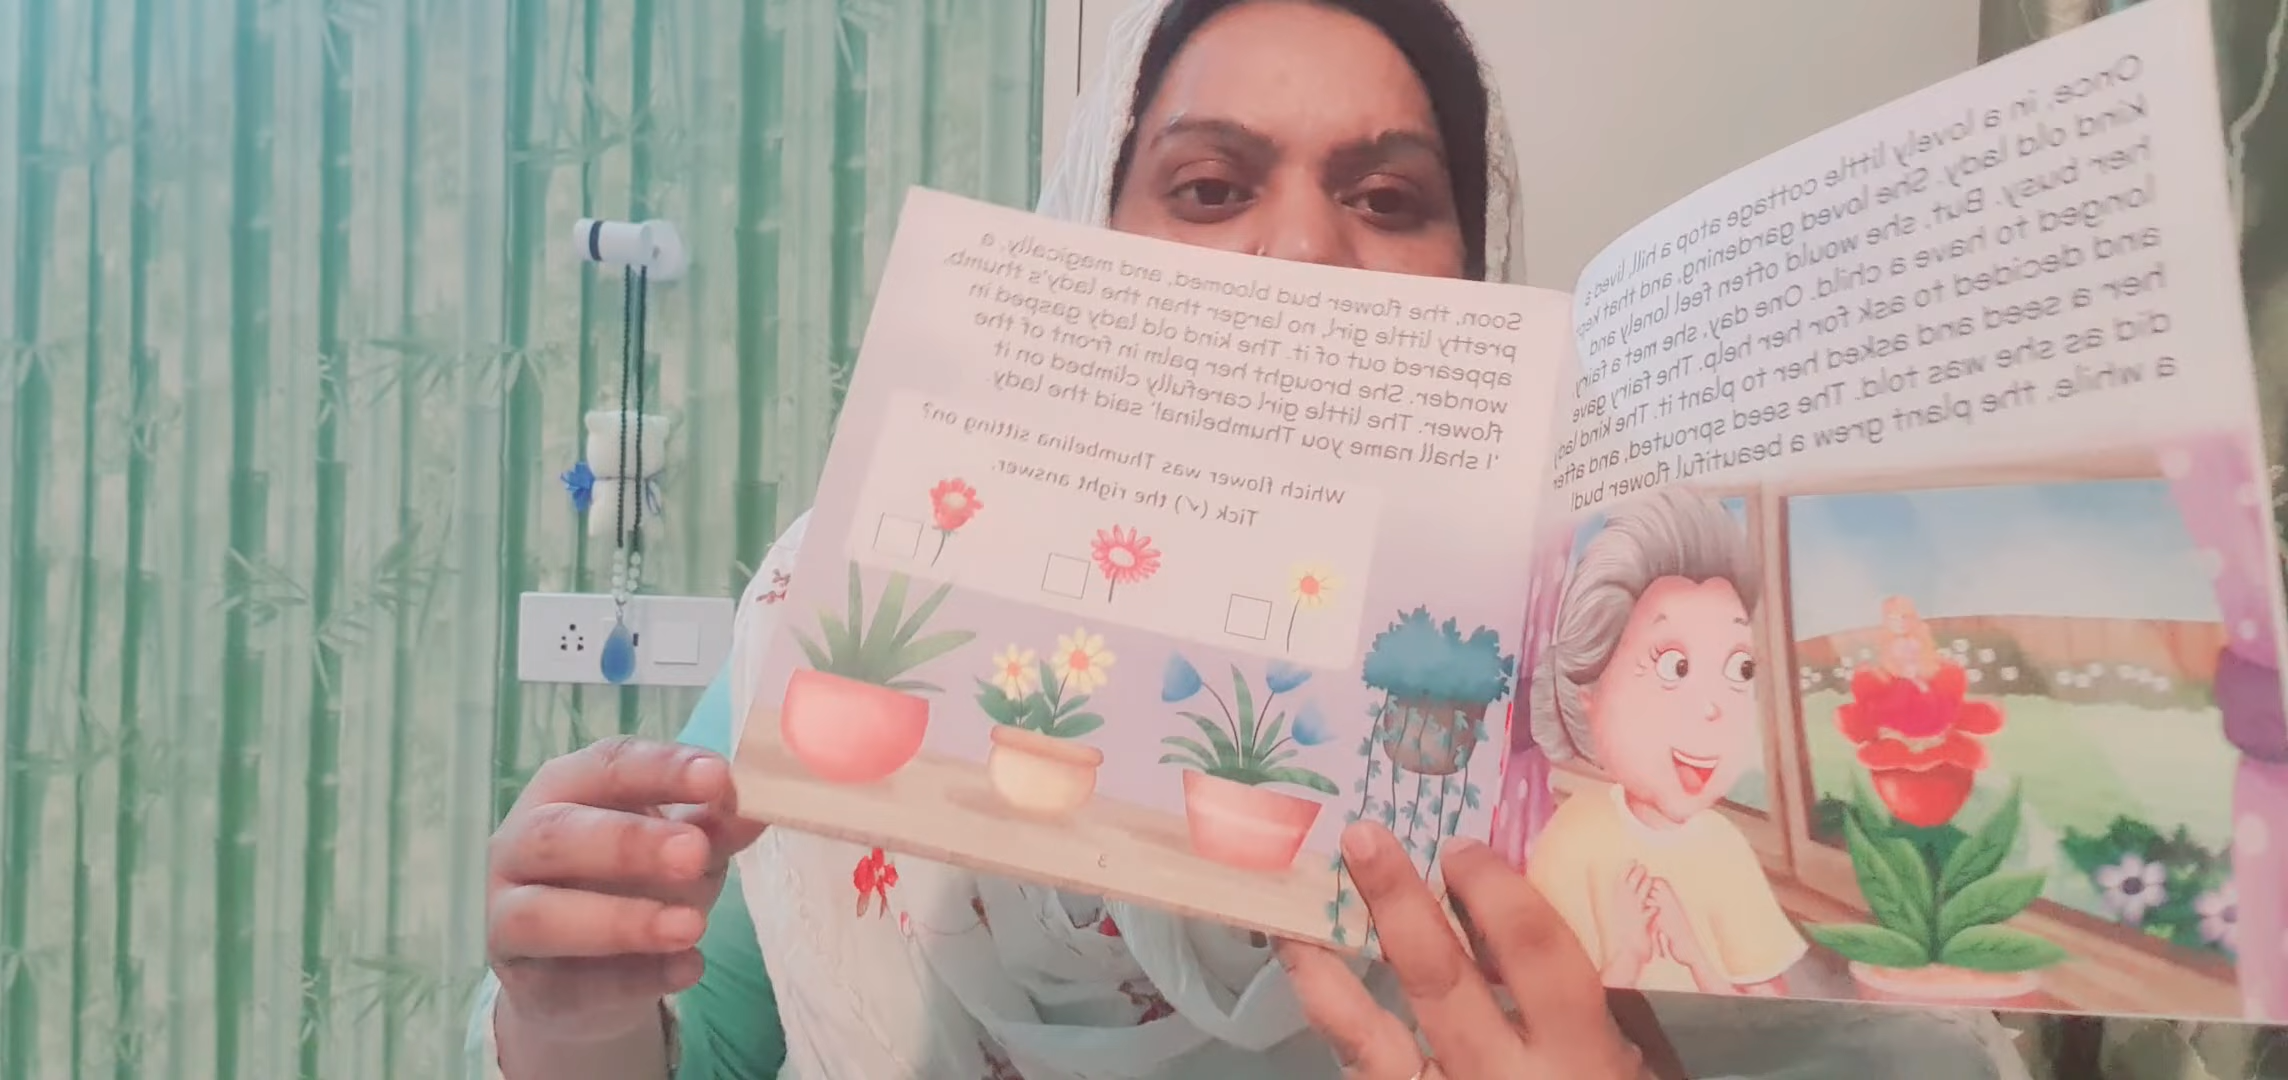 Once, in a lovely little cottage atop a hill, lived a
kind old lady. She loved gardening, and that kept
her busy. But, she would often feel lonely and
longed to have a child. One day, she met a fairy
and decided to ask for her help. The fairy gave
her a seed and asked her to plant it. The kind lady
did as she was told. The seed sprouted, and after
a while, the plant grew a beautiful flower bud!
Soon, the flower bud bloomed, and magically, a
pretty little girl, no larger than the lady's thumb,
appeared out of it. The kind old lady gasped in
wonder. She brought her palm in front of the
flower. The little girl carefully climbed on it
'I shall name you Thumbelina!' said the lady.
Which flower was Thumbelina sitting on?
Tick (✓) the right answer.
3